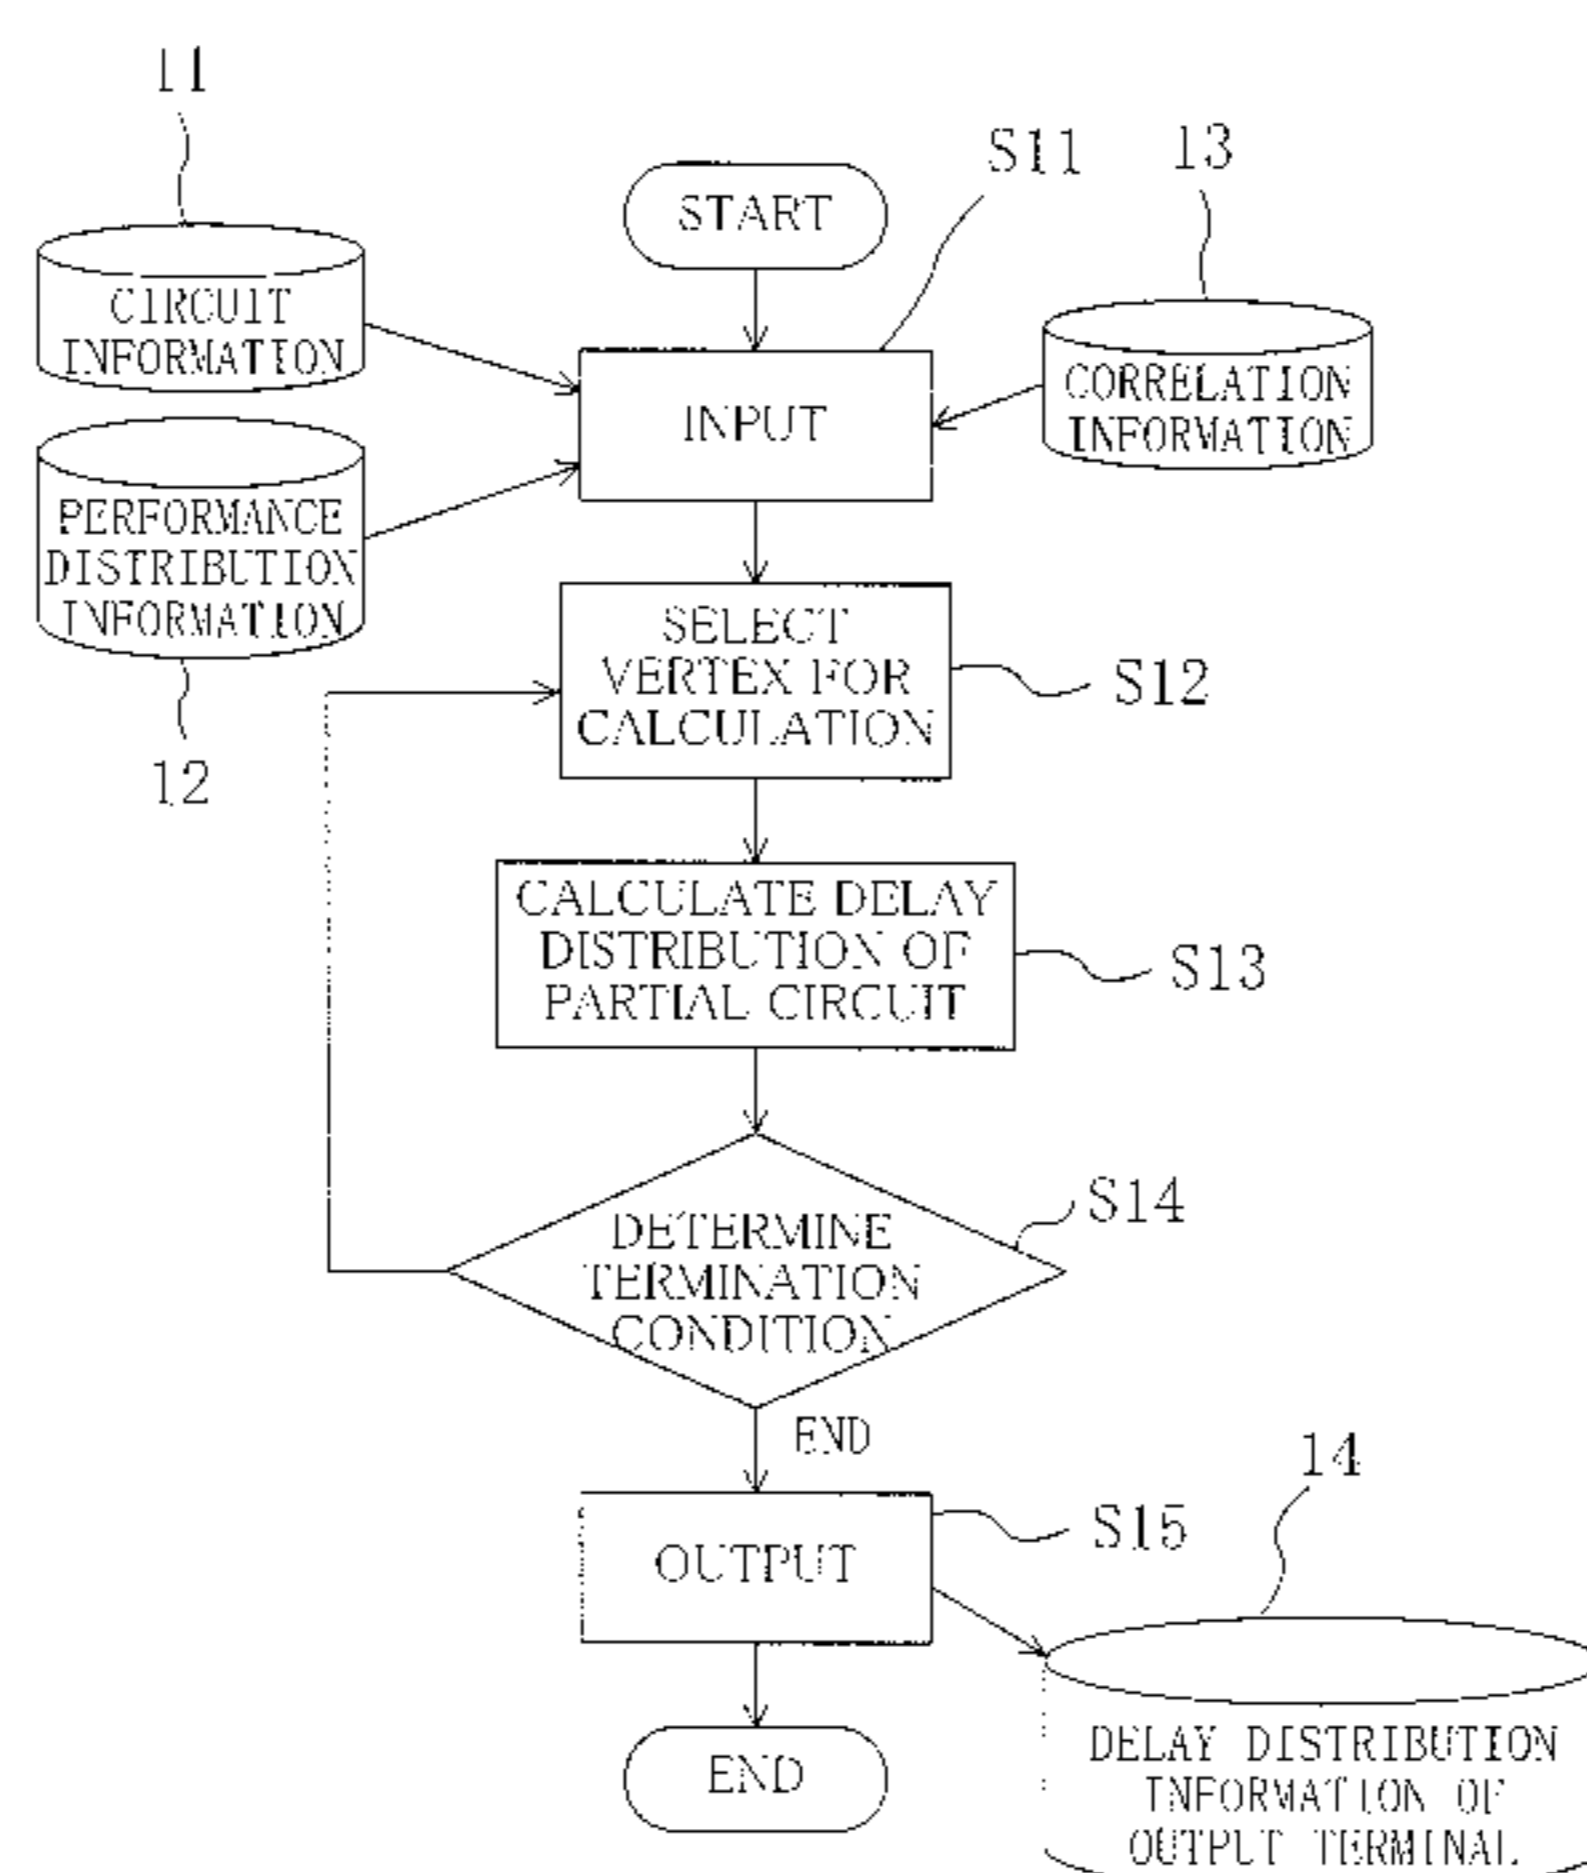 11
S11
13
START
CIRCUIT
INFORMATION
INPUT
CORRELATION
INFORMATION
PERFORMANCE
DISTRIBUTION
INFORMATION
12
SELECT
VERTEX FOR
CALCULATION
S12
CALCULATE DELAY
DISTRIBUTION OF
PARTIAL CIRCUIT
S13
DETERMINE
TERMINATION
CONDITION
S14
END
OUTPUT
S15
14
END
DELAY DISTRIBUTION
INFORMATION OF
OUTPUT TERMINAL